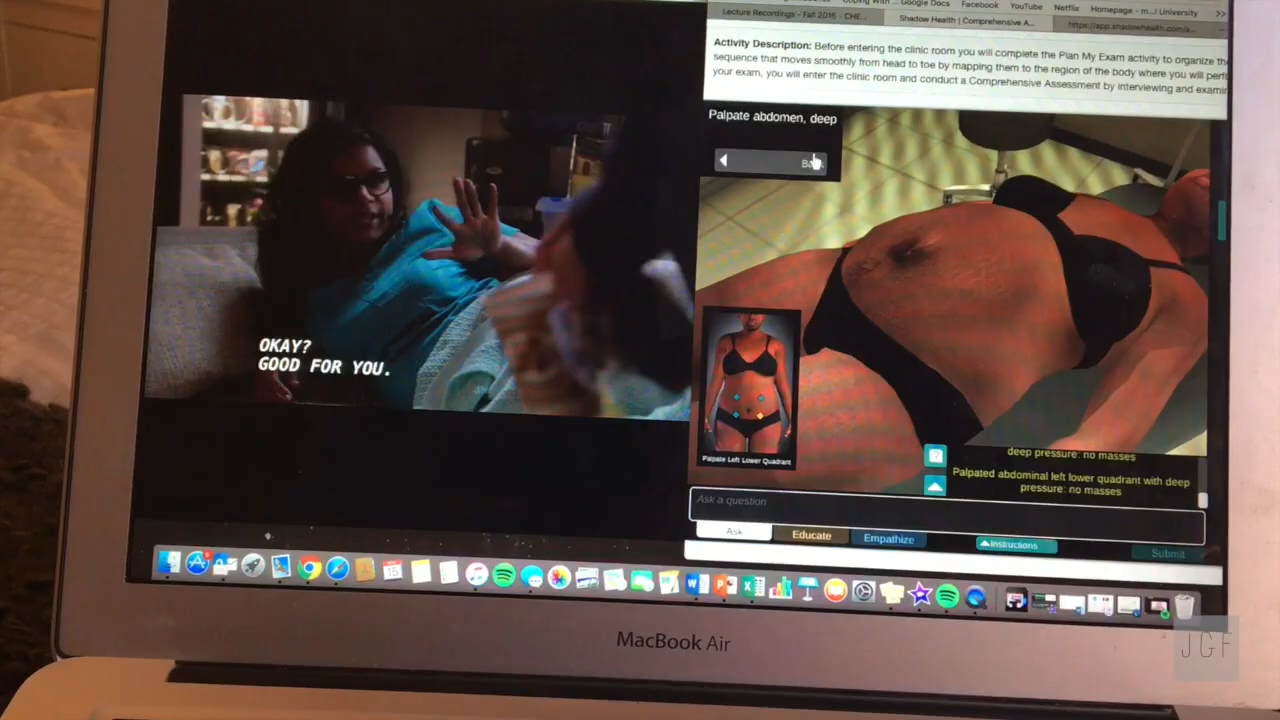 Google Docs Facebook YouTube Netflix Homepage - m...l University >>
Lecture Recordings - Fall 2016 - CHE...
Shadow Health | Comprehensive A...
https://app.shadowhealth.com/a...
Activity Description: Before entering the clinic room you will complete the Plan My Exam activity to organize the
sequence that moves smoothly from head to toe by mapping them to the region of the body where you will perf
your exam, you will enter the clinic room and conduct a Comprehensive Assessment by interviewing and examin
Palpate abdomen, deep
OKAY?
GOOD FOR YOU.
Palpate Left Lower Quadrant
?
deep pressure: no masses
Palpated abdominal left lower quadrant with deep
pressure: no masses
Ask a question
Ask
Educate
Empathize
Instructions
Submit
MacBook Air
JGF